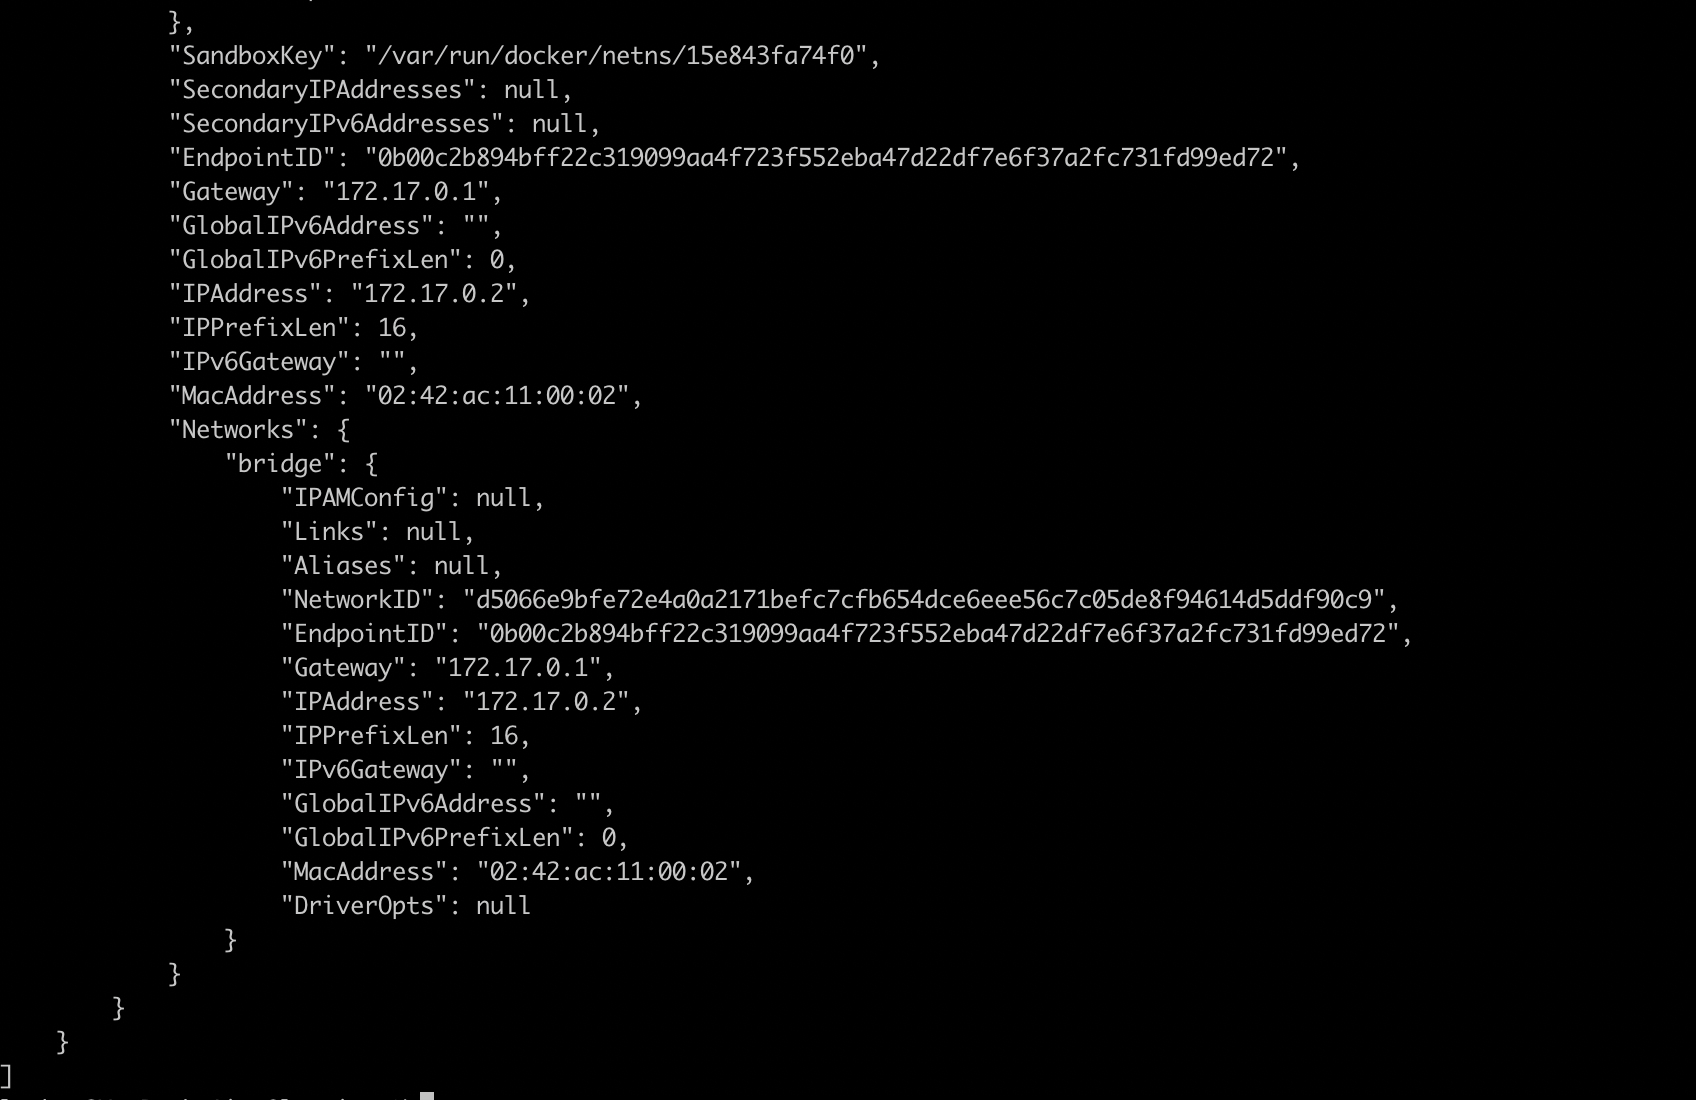 },
"SandboxKey": "/var/run/docker/netns/15e843fa74f0",
"SecondaryIPAddresses": null,
"SecondaryIPv6Addresses": null,
"EndpointID": "0b00c2b894bff22c319099aa4f723f552eba47d22df7e6f37a2fc731fd99ed72",
"Gateway": "172.17.0.1",
"GlobalIPv6Address": "",
"GlobalIPv6PrefixLen": 0,
"IPAddress": "172.17.0.2",
"IPPrefixLen": 16,
"IPv6Gateway": "",
"MacAddress": "02:42:ac:11:00:02",
"Networks": {
"bridge": {
"IPAMConfig": null,
"Links": null,
"Aliases": null,
"NetworkID": "d5066e9bfe72e4a0a2171befc7cfb654dce6eee56c7c05de8f94614d5ddf90c9",
"EndpointID": "0b00c2b894bff22c319099aa4f723f552eba47d22df7e6f37a2fc731fd99ed72",
"Gateway": "172.17.0.1",
"IPAddress": "172.17.0.2",
"IPPrefixLen": 16,
"IPv6Gateway": "",
"GlobalIPv6Address": "",
"GlobalIPv6PrefixLen": 0,
"MacAddress": "02:42:ac:11:00:02",
"DriverOpts": null
}
}
}
}
]